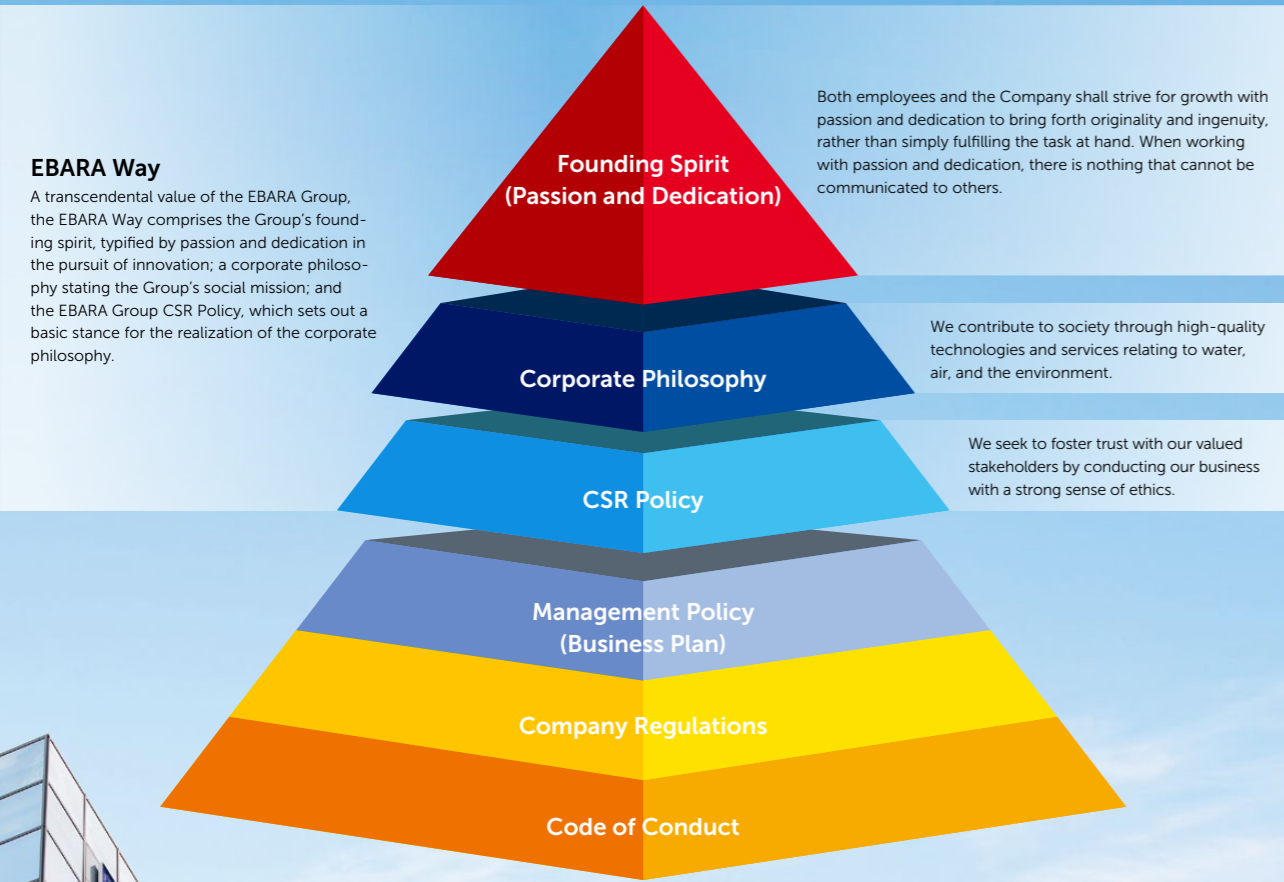 EBARA Way
A transcendental value of the EBARA Group,
the EBARA Way comprises the Group’s found-
ing spirit, typified by passion and dedication in
the pursuit of innovation; a corporate philoso-
phy stating the Group’s social mission; and
the EBARA Group CSR Policy, which sets out a
basic stance for the realization of the corporate
philosophy.
Founding Spirit
(Passion and Dedication)
Both employees and the Company shall strive for growth with
passion and dedication to bring forth originality and ingenuity,
rather than simply fulfilling the task at hand. When working
with passion and dedication, there is nothing that cannot be
communicated to others.
Corporate Philosophy
We contribute to society through high-quality
technologies and services relating to water,
air, and the environment.
CSR Policy
We seek to foster trust with our valued
stakeholders by conducting our business
with a strong sense of ethics.
Management Policy
(Business Plan)
Company Regulations
Code of Conduct